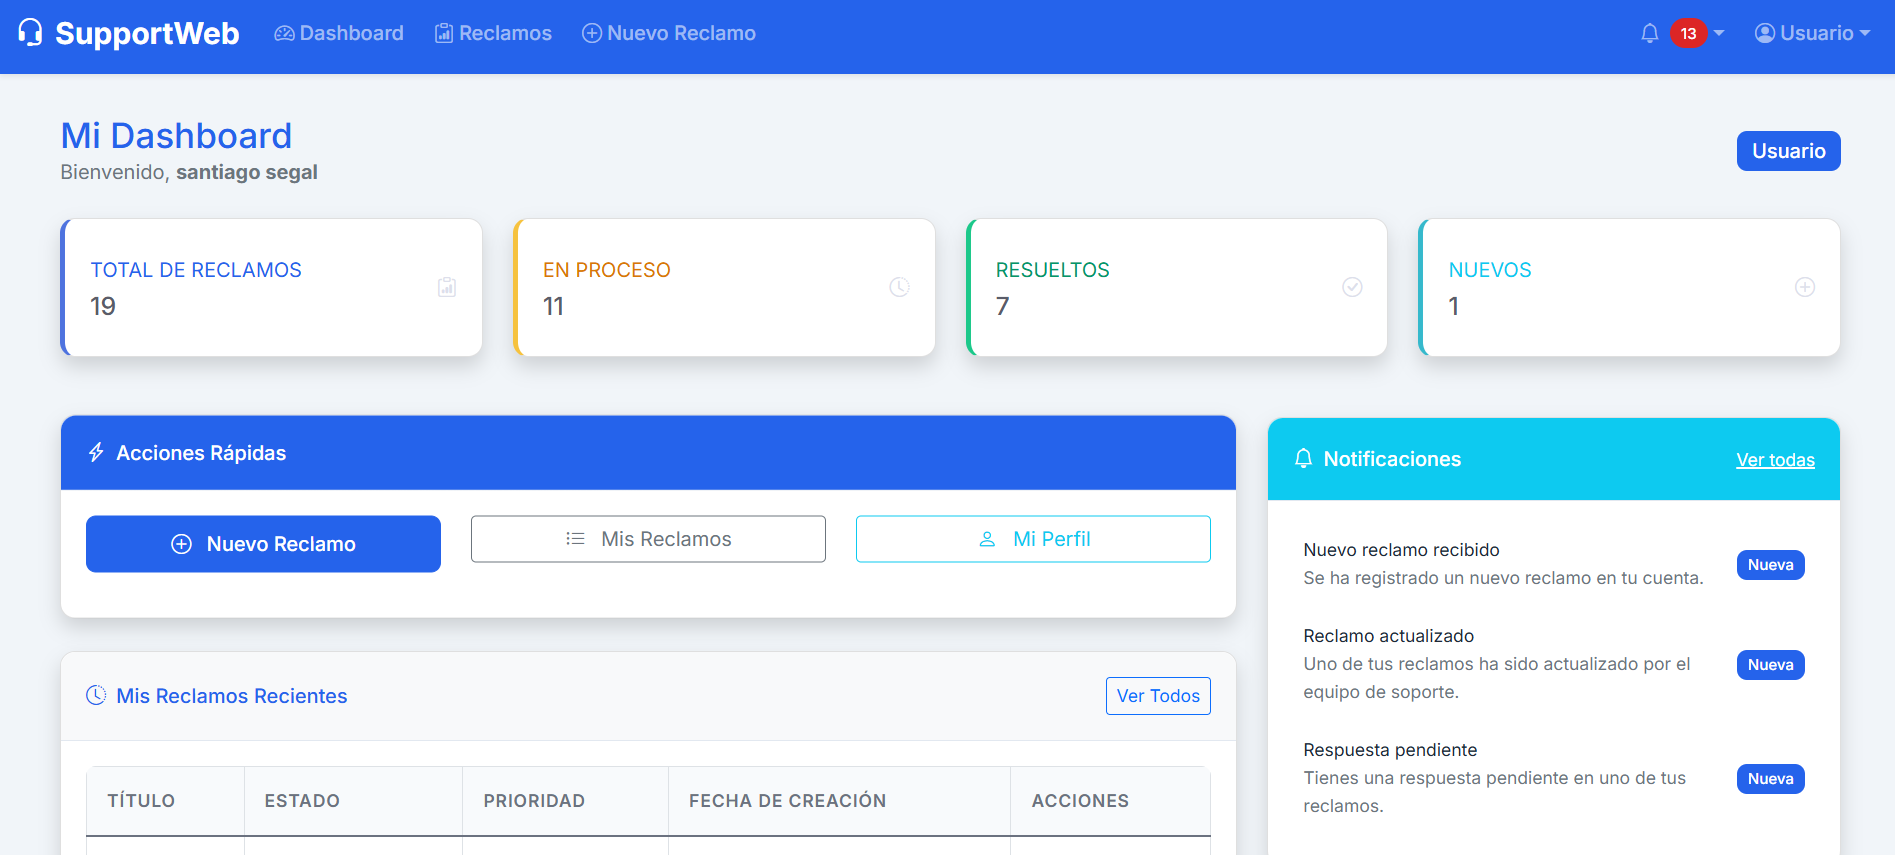 SupportWeb Dashboard Reclamos Nuevo Reclamo 13 Usuario
Mi Dashboard
Bienvenido, santiago segal
Usuario
TOTAL DE RECLAMOS
19
EN PROCESO
11
RESUELTOS
7
NUEVOS
1
Acciones Rápidas
Nuevo Reclamo Mis Reclamos Mi Perfil
Mis Reclamos Recientes Ver Todos
TÍTULO ESTADO PRIORIDAD FECHA DE CREACIÓN ACCIONES
Notificaciones Ver todas
Nuevo reclamo recibido
Se ha registrado un nuevo reclamo en tu cuenta.
Nueva
Reclamo actualizado
Uno de tus reclamos ha sido actualizado por el
equipo de soporte.
Nueva
Respuesta pendiente
Tienes una respuesta pendiente en uno de tus
reclamos.
Nueva